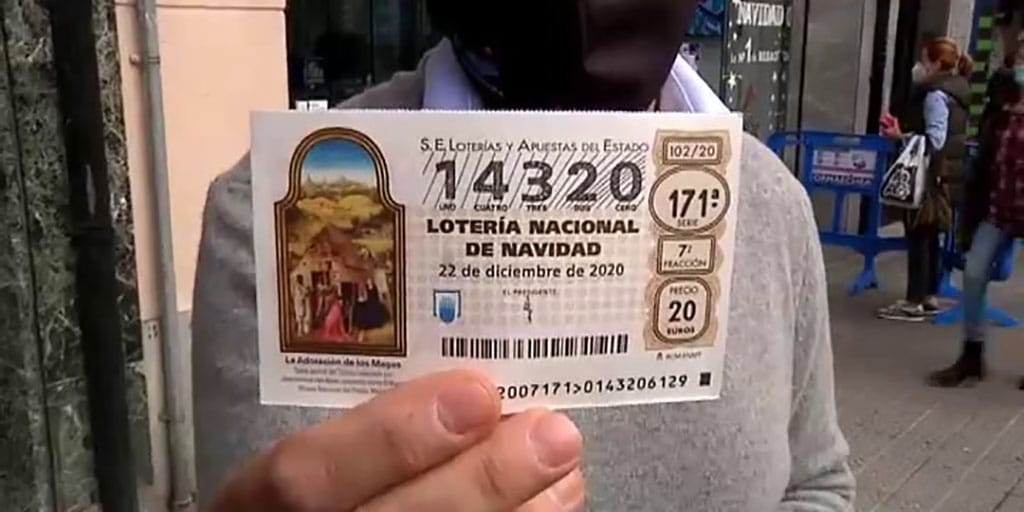 NAVIDAD
S.E. LOTERÍAS Y APUESTAS DEL ESTADO
14320
UNO CUATRO TRES DOS CERO
LOTERÍA NACIONAL
DE NAVIDAD
22 de diciembre de 2020
EL PRESIDENTE
102/20
171ª
SERIE
7ª
FRACCIÓN
PRECIO
20
EUROS
La Adoración de los Magos
2007171>0143206129